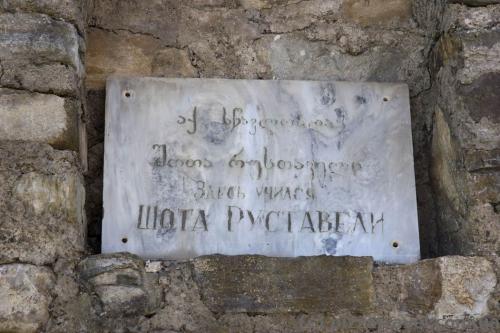 აქ სწავლობდა
შოთა რუსთაველი
ЗДЕСЬ УЧИЛСЯ
ШОТА РУСТАВЕЛИ